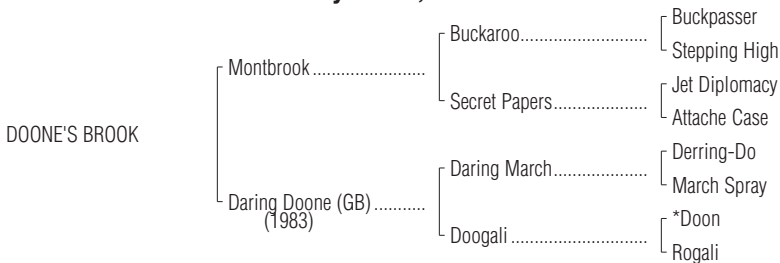 Buckpasser
Buckaroo..............................
Stepping High
Montbrook .......................
Jet Diplomacy
Secret Papers......................
Attache Case
DOONE'S BROOK
Derring-Do
Daring March......................
March Spray
Daring Doone (GB) ...........
(1983)
*Doon
Doogali ................................
Rogali